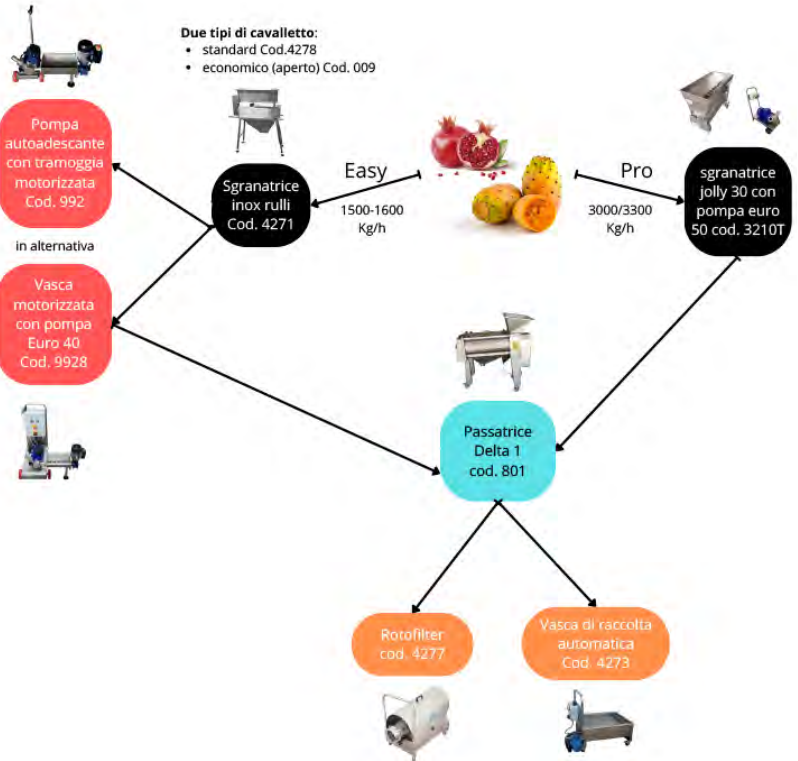 Due tipi di cavalletto:
• standard Cod.4278
• economico (aperto) Cod. 009
Pompa
autoadescante
con tramoggia
motorizzata
Cod. 992
in alternativa
Vasca
motorizzata
con pompa
Euro 40
Cod. 9928
Sgranatrice
inox rulli
Cod. 4271
Easy
1500-1600
Kg/h
Pro
3000/3300
Kg/h
sgranatrice
jolly 30 con
pompa euro
50 cod. 3210T
Passatrice
Delta 1
cod. 801
Rotofilter
cod. 4277
Vasca di raccolta
automatica
Cod. 4273